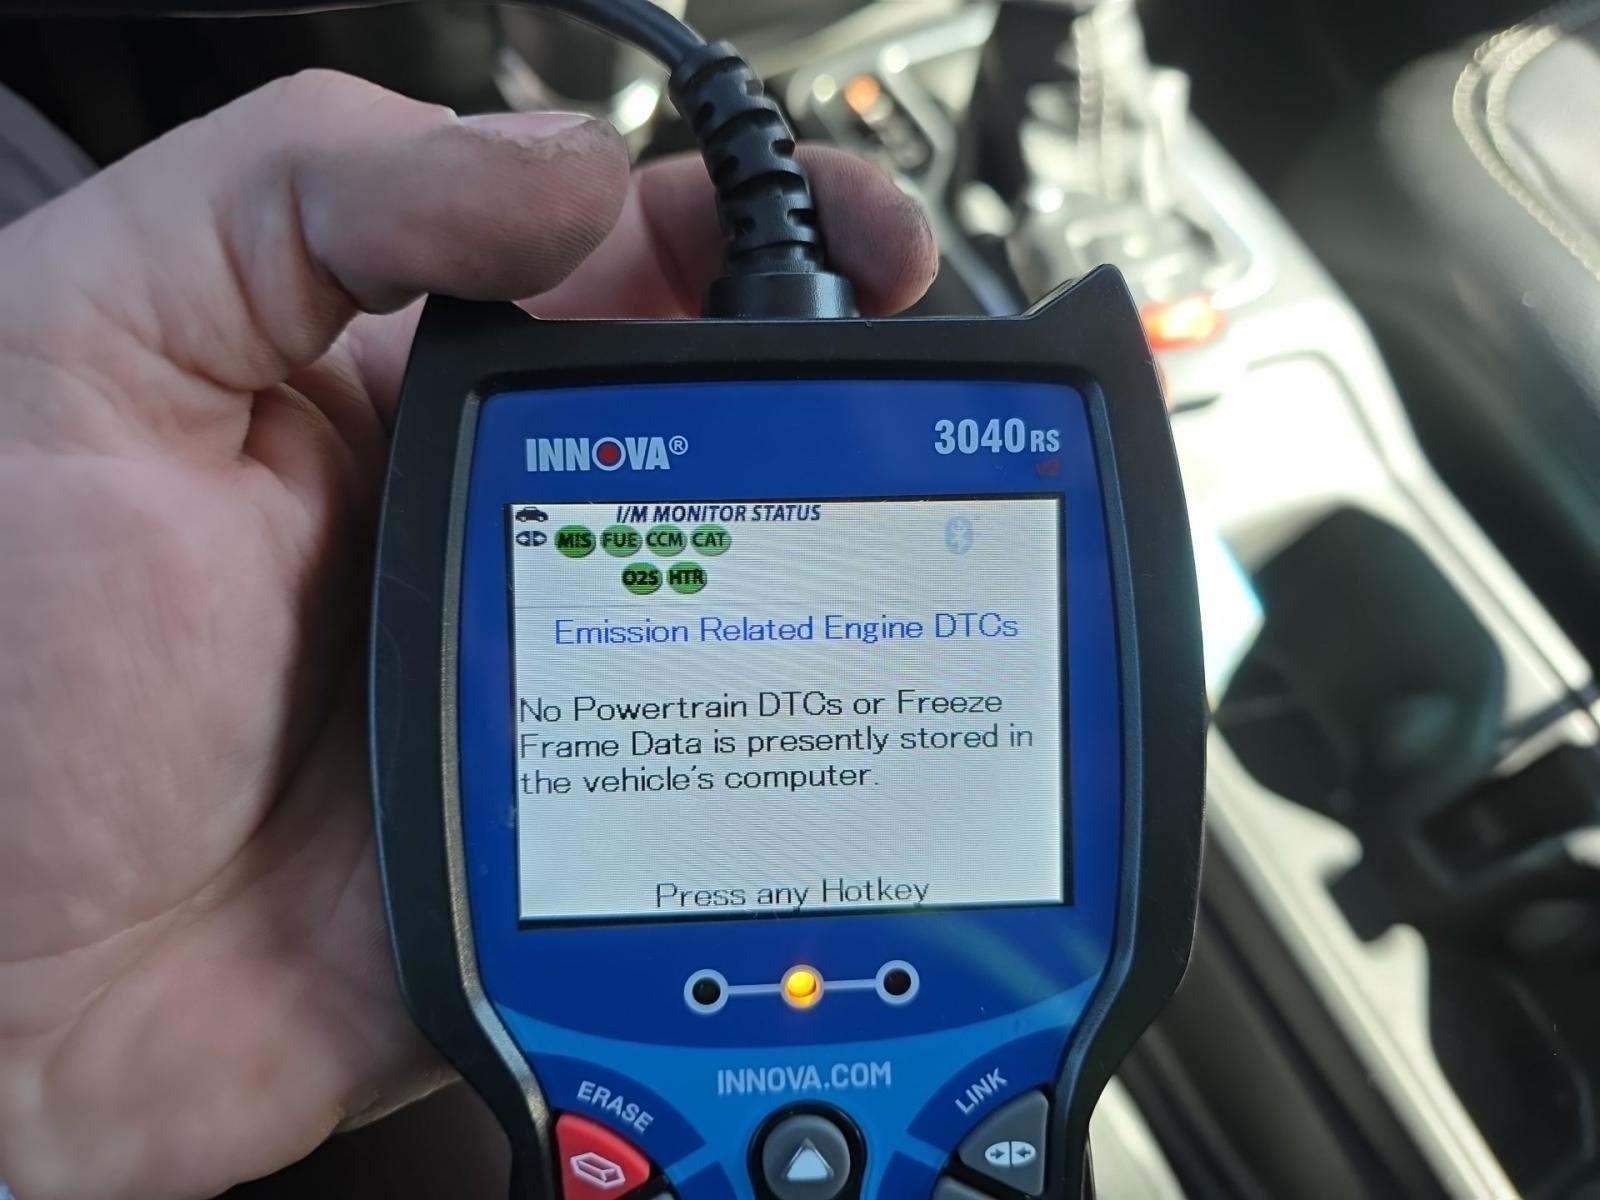 INNOVA®
3040RS
v2
I/M MONITOR STATUS
MIS FUE CCM CAT
O2S HTR
Emission Related Engine DTCs
No Powertrain DTCs or Freeze
Frame Data is presently stored in
the vehicle's computer.
Press any Hotkey
INNOVA.COM
ERASE
LINK